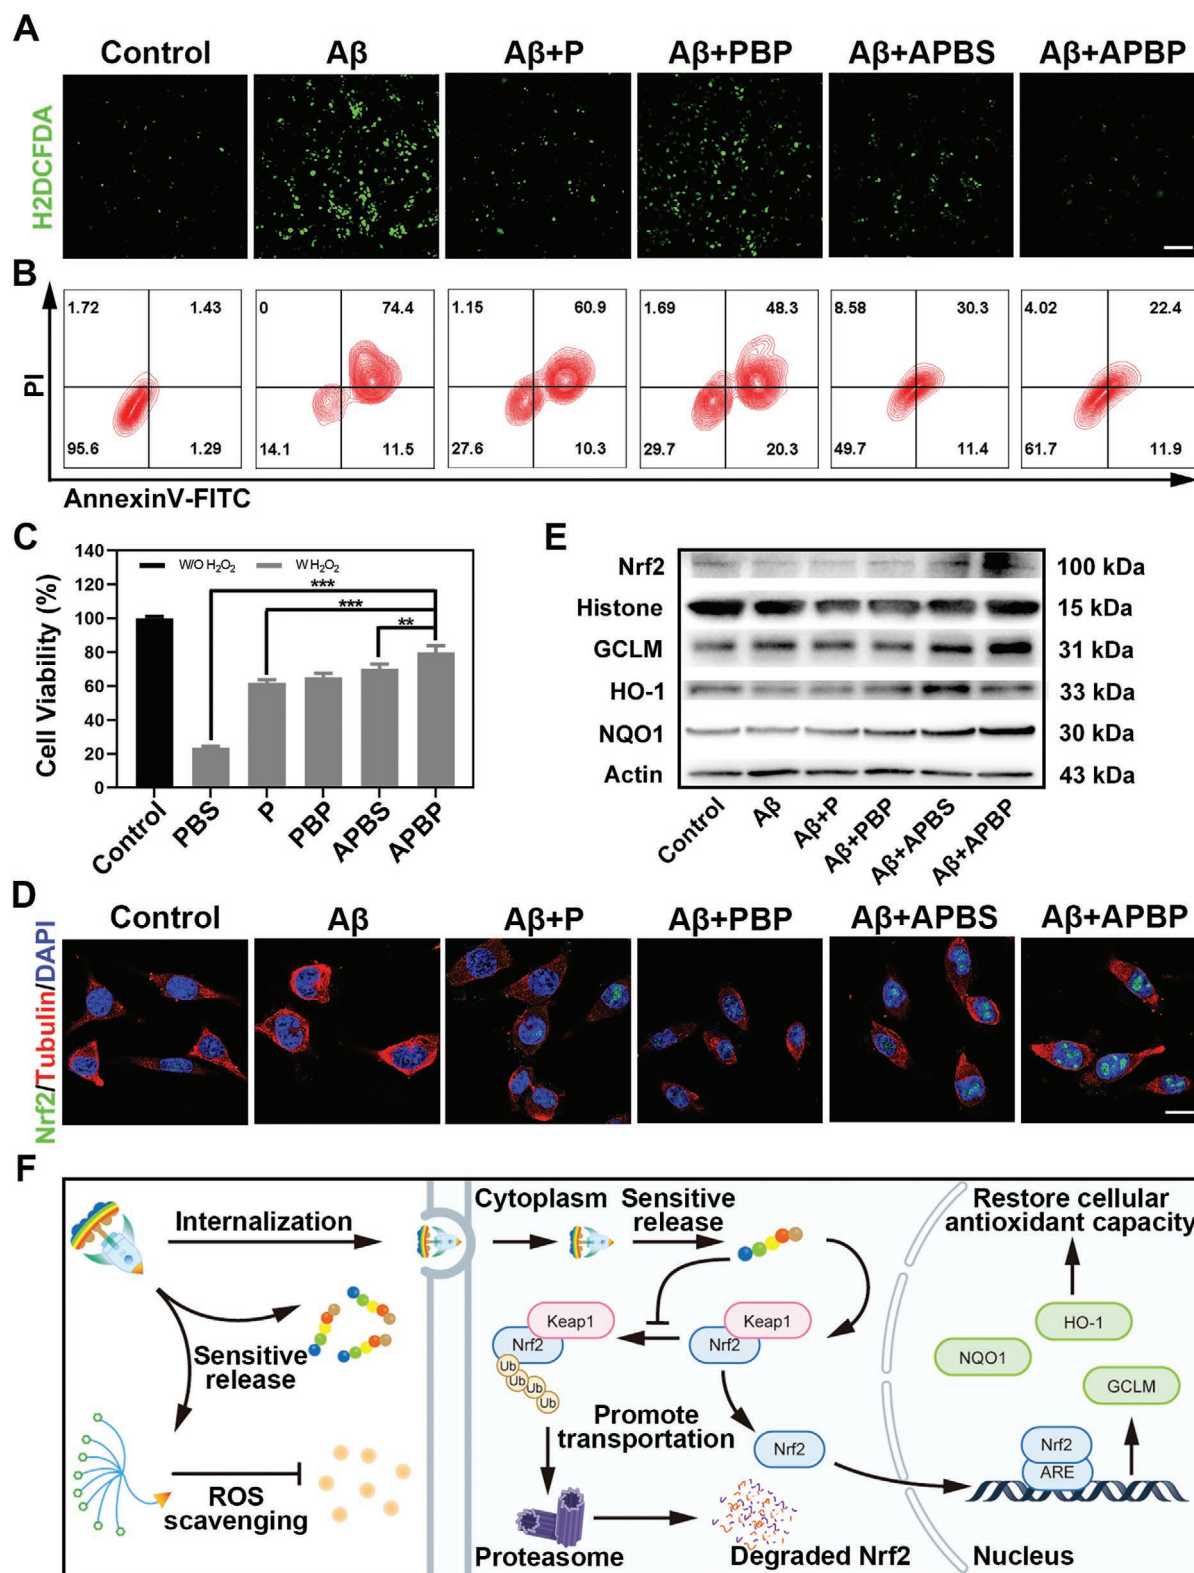 A
Control Aβ Aβ+P Aβ+PBP Aβ+APBS Aβ+APBP
H2DCFDA
B
1.72 1.43 0 74.4 1.15 60.9 1.69 48.3 8.58 30.3 4.02 22.4
PI
95.6 1.29 14.1 11.5 27.6 10.3 29.7 20.3 49.7 11.4 61.7 11.9
AnnexinV-FITC
C
Cell Viability (%)
140
120
100
80
60
40
20
0
W/O H₂O₂ W H₂O₂
***
***
**
Control PBS P PBP APBS APBP
E
Nrf2 100 kDa
Histone 15 kDa
GCLM 31 kDa
HO-1 33 kDa
NQO1 30 kDa
Actin 43 kDa
Control Aβ Aβ+P Aβ+PBP Aβ+APBS Aβ+APBP
D
Control Aβ Aβ+P Aβ+PBP Aβ+APBS Aβ+APBP
Nrf2/Tubulin/DAPI
F
Internalization
Sensitive
release
ROS
scavenging
Cytoplasm
Sensitive
release
Keap1
Nrf2
Ub
Ub
Ub
Ub
Keap1
Nrf2
Promote
transportation
Nrf2
Proteasome
Degraded Nrf2
Restore cellular
antioxidant capacity
HO-1
NQO1
GCLM
Nrf2
ARE
Nucleus